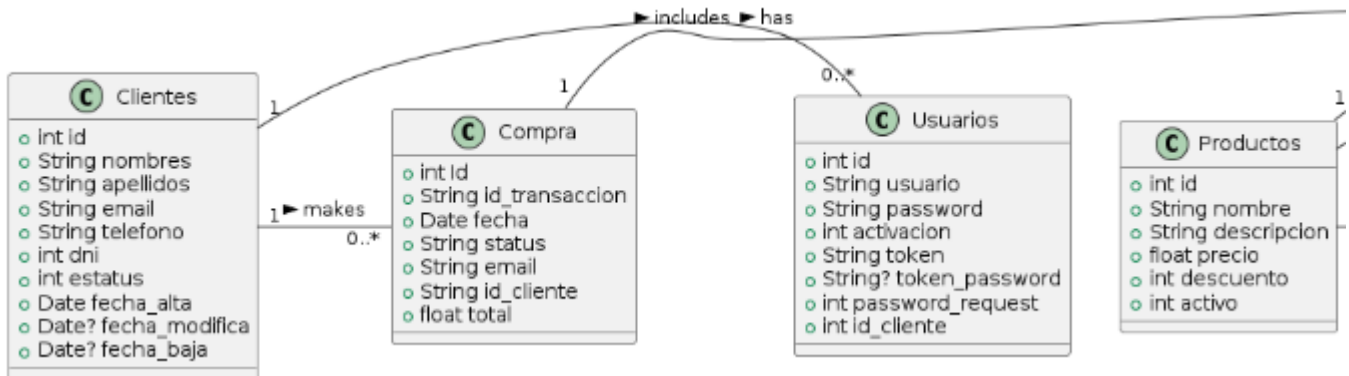 includes has
1
Clientes
int id
String nombres
String apellidos
String email
String telefono
int dni
int estatus
Date fecha_alta
Date? fecha_modifica
Date? fecha_baja
1 makes
0..*
1
Compra
int Id
String id_transaccion
Date fecha
String status
String email
String id_cliente
float total
0..*
Usuarios
int id
String usuario
String password
int activacion
String token
String? token_password
int password_request
int id_cliente
1
Productos
int id
String nombre
String descripcion
float precio
int descuento
int activo